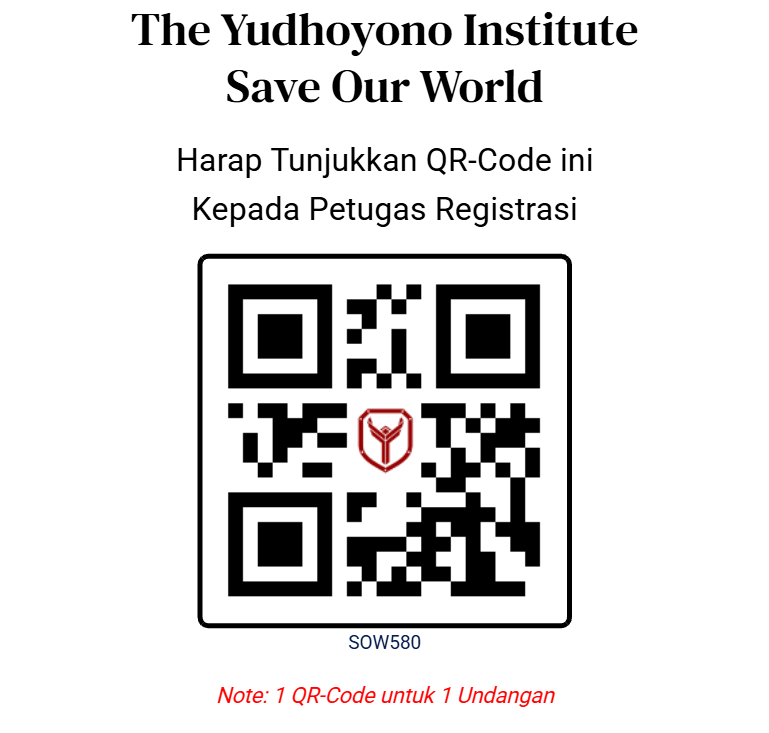 The Yudhoyono Institute
Save Our World
Harap Tunjukkan QR-Code ini
Kepada Petugas Registrasi
SOW580
Note: 1 QR-Code untuk 1 Undangan